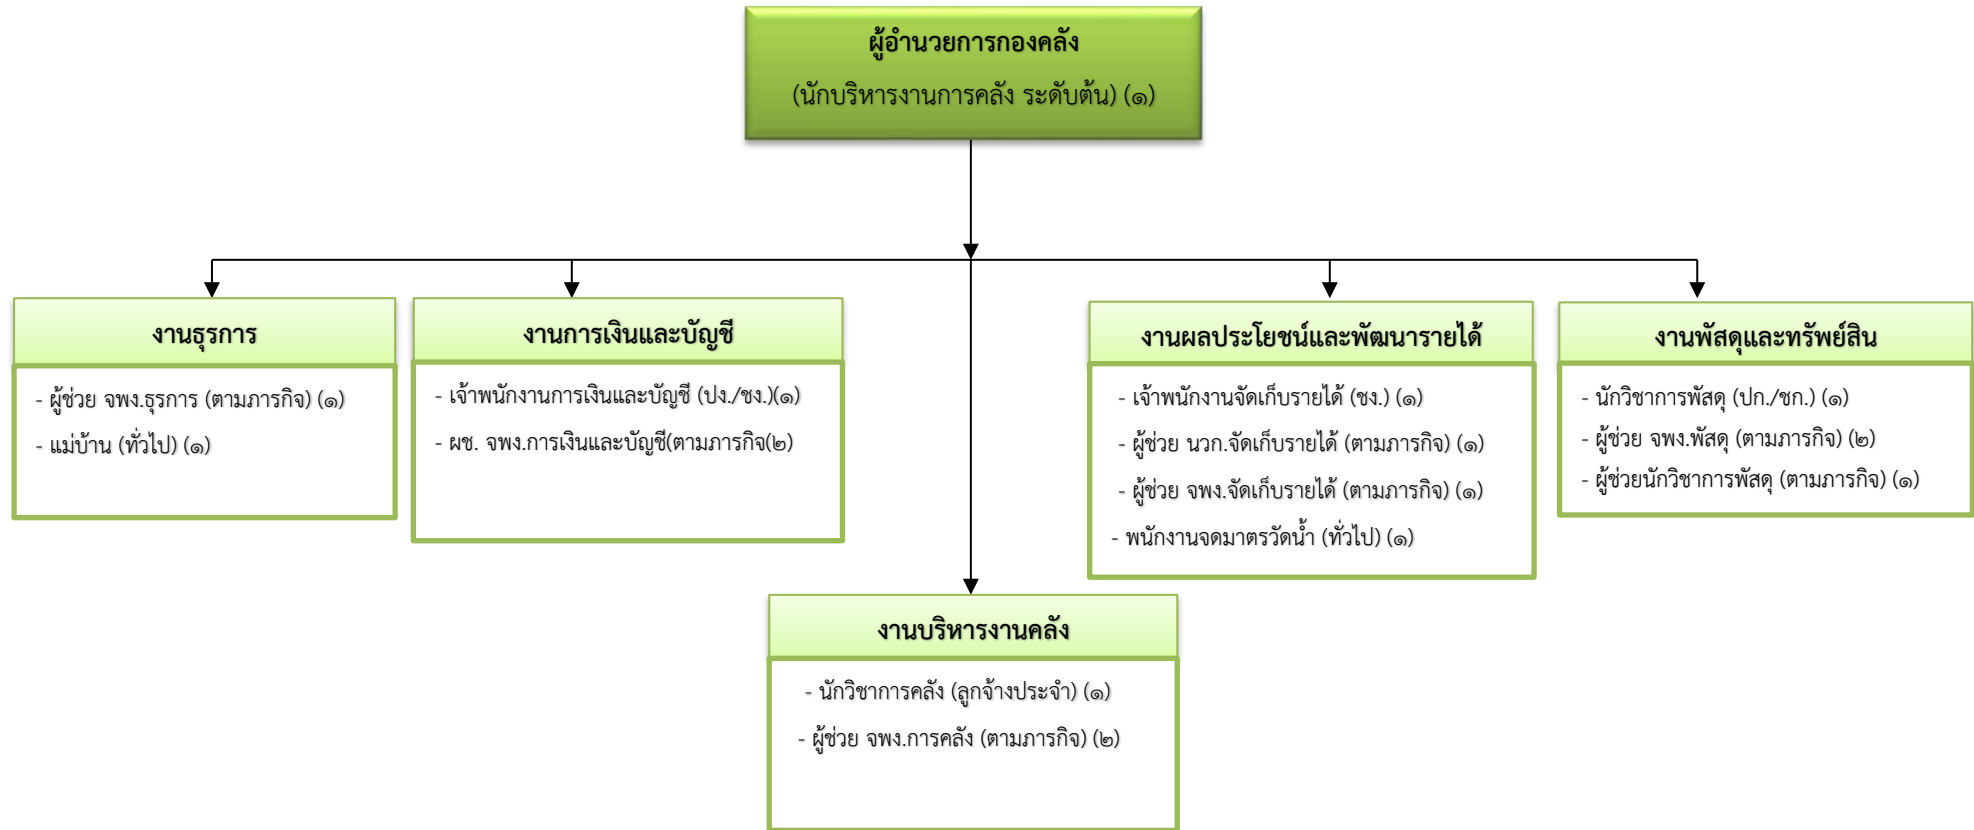 ผู้อำนวยการกองคลัง
(นักบริหารงานการคลัง ระดับต้น) (๑)
งานธุรการ
- ผู้ช่วย จพง.ธุรการ (ตามภารกิจ) (๑)
- แม่บ้าน (ทั่วไป) (๑)
งานการเงินและบัญชี
- เจ้าพนักงานการเงินและบัญชี (ปง./ชง.)(๑)
- ผช. จพง.การเงินและบัญชี(ตามภารกิจ(๒)
งานผลประโยชน์และพัฒนารายได้
- เจ้าพนักงานจัดเก็บรายได้ (ชง.) (๑)
- ผู้ช่วย นวก.จัดเก็บรายได้ (ตามภารกิจ) (๑)
- ผู้ช่วย จพง.จัดเก็บรายได้ (ตามภารกิจ) (๑)
- พนักงานจดมาตรวัดน้ำ (ทั่วไป) (๑)
งานพัสดุและทรัพย์สิน
- นักวิชาการพัสดุ (ปก./ชก.) (๑)
- ผู้ช่วย จพง.พัสดุ (ตามภารกิจ) (๒)
- ผู้ช่วยนักวิชาการพัสดุ (ตามภารกิจ) (๑)
งานบริหารงานคลัง
- นักวิชาการคลัง (ลูกจ้างประจำ) (๑)
- ผู้ช่วย จพง.การคลัง (ตามภารกิจ) (๒)